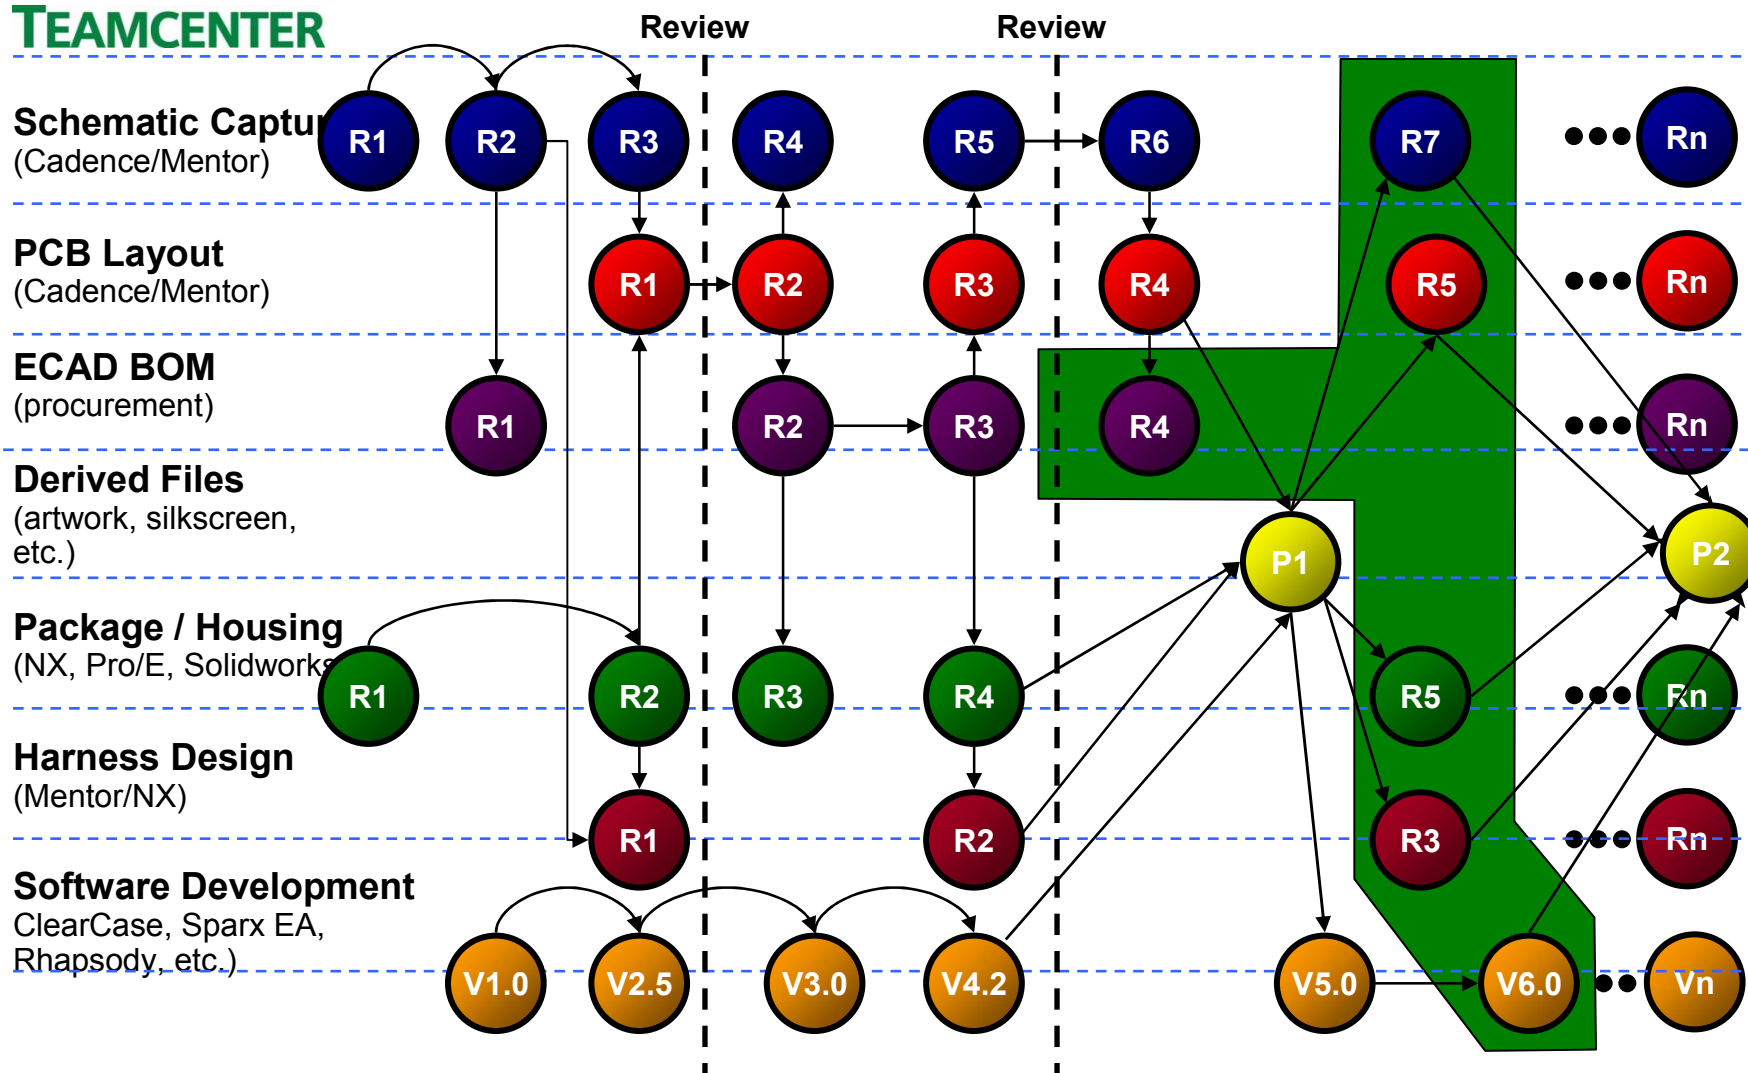 TEAMCENTER
Review
Review
Schematic Captur
(Cadence/Mentor)
R1
R2
R3
R4
R5
R6
R7
Rn
PCB Layout
(Cadence/Mentor)
R1
R2
R3
R4
R5
Rn
ECAD BOM
(procurement)
R1
R2
R3
R4
Rn
Derived Files
(artwork, silkscreen,
etc.)
P1
P2
Package / Housing
(NX, Pro/E, Solidworks
R1
R2
R3
R4
R5
Rn
Harness Design
(Mentor/NX)
R1
R2
R3
Rn
Software Development
ClearCase, Sparx EA,
Rhapsody, etc.)
V1.0
V2.5
V3.0
V4.2
V5.0
V6.0
Vn